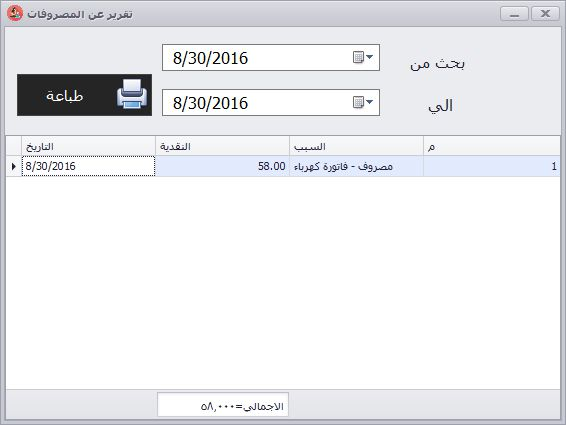 تقرير عن المصروفات
بحث من
8/30/2016
الي
8/30/2016
طباعة
م السبب النقدية التاريخ
1 مصروف - فاتورة كهرباء 58.00 8/30/2016
الاجمالي=٥٨,٠٠٠